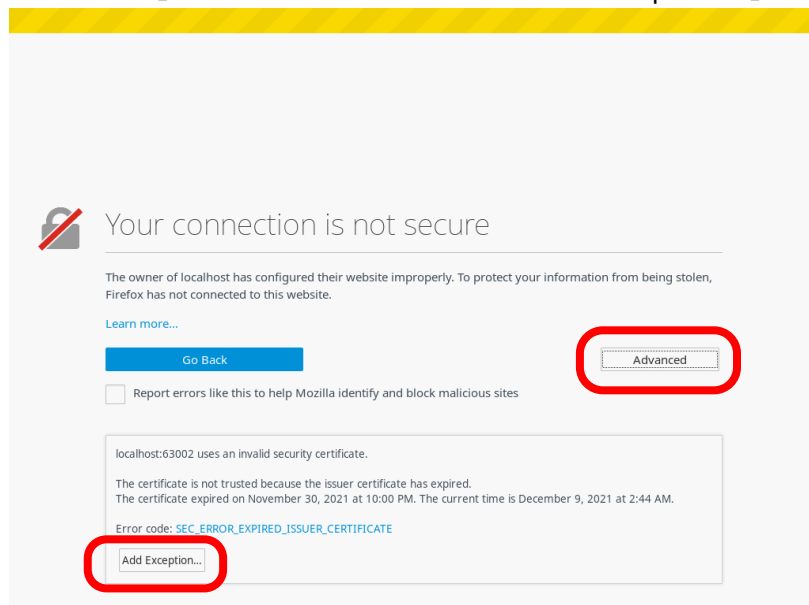 Your connection is not secure
The owner of localhost has configured their website improperly. To protect your information from being stolen,
Firefox has not connected to this website.
Learn more...
Go Back
Advanced
Report errors like this to help Mozilla identify and block malicious sites
localhost:63002 uses an invalid security certificate.
The certificate is not trusted because the issuer certificate has expired.
The certificate expired on November 30, 2021 at 10:00 PM. The current time is December 9, 2021 at 2:44 AM.
Error code: SEC_ERROR_EXPIRED_ISSUER_CERTIFICATE
Add Exception...